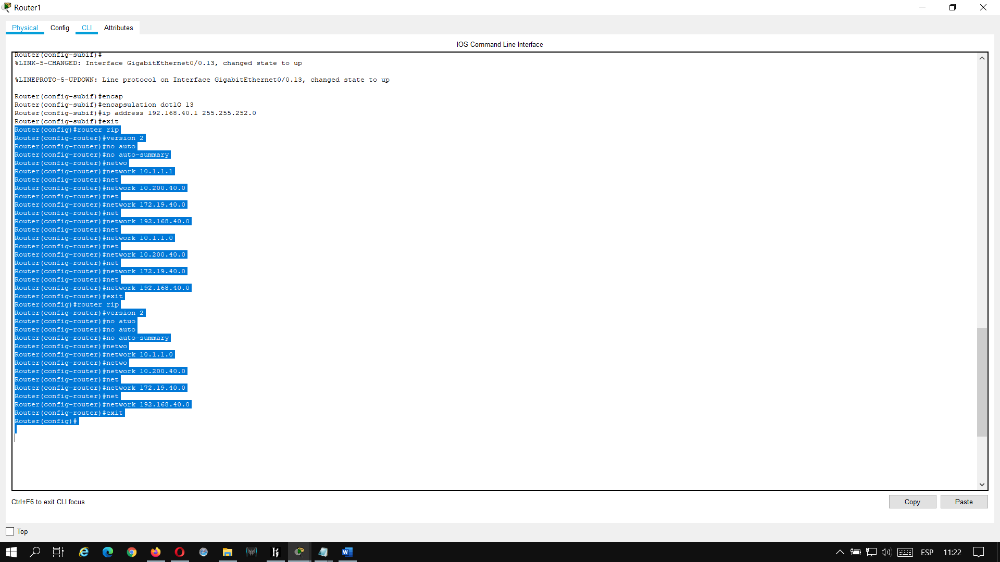 Router1
Physical Config CLI Attributes
IOS Command Line Interface
Router(config-subif)#
%LINK-5-CHANGED: Interface GigabitEthernet0/0.13, changed state to up
%LINEPROTO-5-UPDOWN: Line protocol on Interface GigabitEthernet0/0.13, changed state to up
Router(config-subif)#encap
Router(config-subif)#encapsulation dot1Q 13
Router(config-subif)#ip address 192.168.40.1 255.255.252.0
Router(config-subif)#exit
Router(config)#router rip
Router(config-router)#version 2
Router(config-router)#no auto
Router(config-router)#no auto-summary
Router(config-router)#netwo
Router(config-router)#network 10.1.1.1
Router(config-router)#net
Router(config-router)#network 10.200.40.0
Router(config-router)#net
Router(config-router)#network 172.19.40.0
Router(config-router)#net
Router(config-router)#network 192.168.40.0
Router(config-router)#net
Router(config-router)#network 10.1.1.0
Router(config-router)#net
Router(config-router)#network 10.200.40.0
Router(config-router)#net
Router(config-router)#network 172.19.40.0
Router(config-router)#net
Router(config-router)#network 192.168.40.0
Router(config-router)#exit
Router(config)#router rip
Router(config-router)#version 2
Router(config-router)#no atuo
Router(config-router)#no auto
Router(config-router)#no auto-summary
Router(config-router)#netwo
Router(config-router)#network 10.1.1.0
Router(config-router)#netwo
Router(config-router)#network 10.200.40.0
Router(config-router)#net
Router(config-router)#network 172.19.40.0
Router(config-router)#net
Router(config-router)#network 192.168.40.0
Router(config-router)#exit
Router(config)#
Ctrl+F6 to exit CLI focus
Copy Paste
Top
ESP 11:22